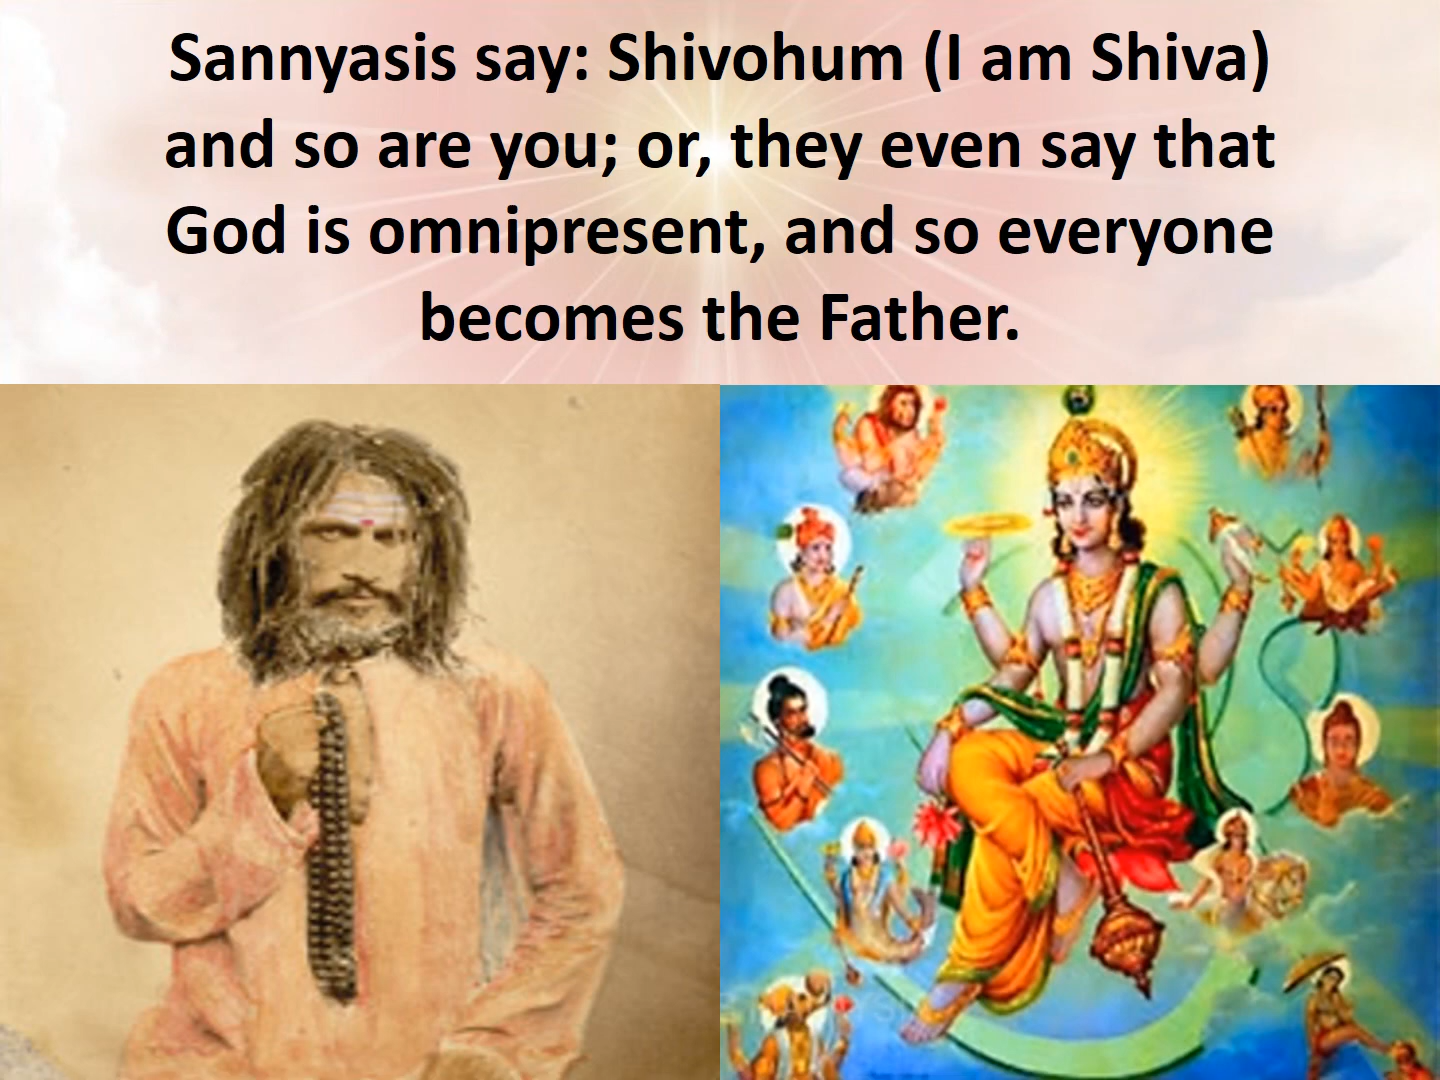 Sannyasis say: Shivohum (I am Shiva)
and so are you; or, they even say that
God is omnipresent, and so everyone
becomes the Father.